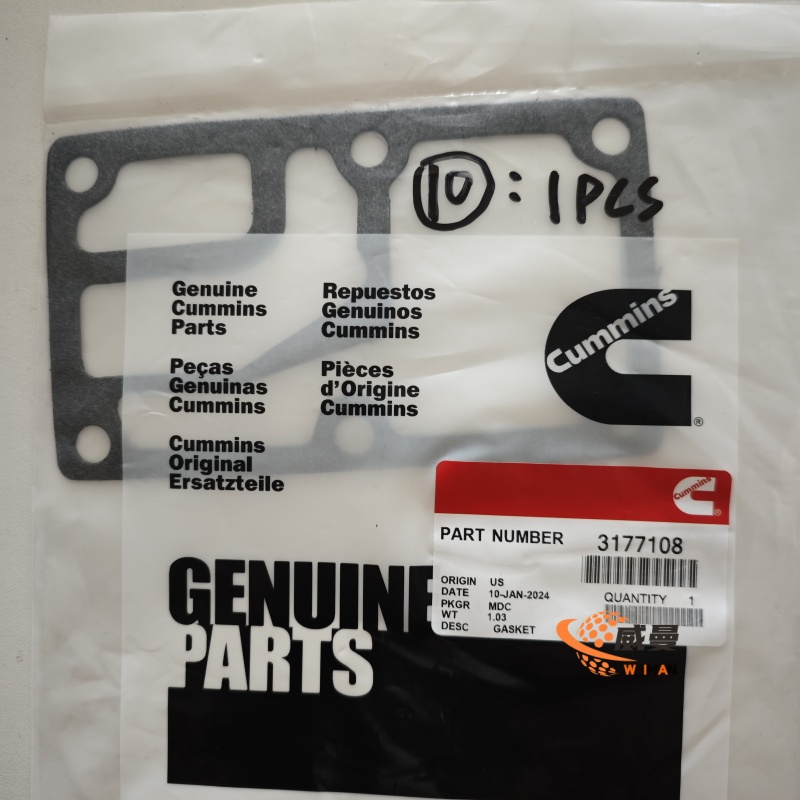 ⑩: 1PCS
Genuine
Cummins
Parts
Repuestos
Genuinos
Cummins
Peças
Genuinas
Cummins
Pièces
d'Origine
Cummins
Cummins
Original
Ersatzteile
Cummins
®
Cummins
®
PART NUMBER 3177108
ORIGIN US
DATE 10-JAN-2024
PKGR MDC
WT 1.03
DESC GASKET
QUANTITY 1
GENUINE
PARTS
威曼